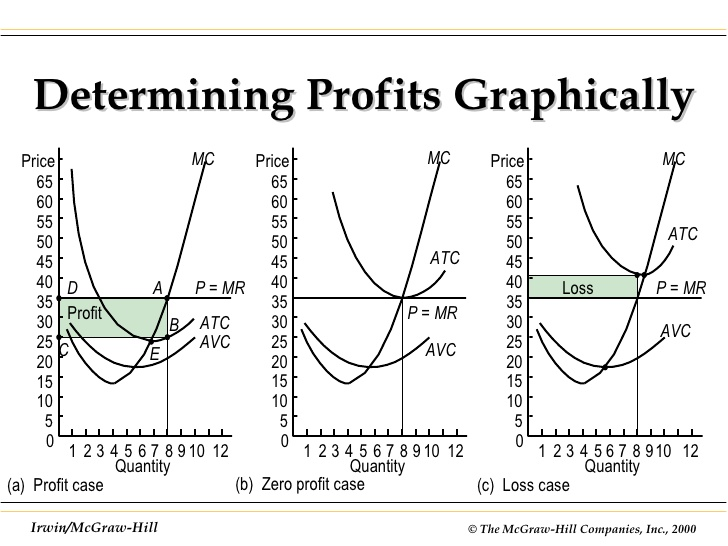 Determining Profits Graphically
Price
65
60
55
50
45
40
35
30
25
20
15
10
5
0
MC
D
A
P = MR
Profit
B
ATC
AVC
C
E
1 2 3 4 5 6 7 8 9 10 12
Quantity
(a) Profit case
Price
65
60
55
50
45
40
35
30
25
20
15
10
5
0
MC
ATC
P = MR
AVC
1 2 3 4 5 6 7 8 9 10 12
Quantity
(b) Zero profit case
Price
65
60
55
50
45
40
35
30
25
20
15
10
5
0
MC
ATC
Loss
P = MR
AVC
1 2 3 4 5 6 7 8 9 10 12
Quantity
(c) Loss case
Irwin/McGraw-Hill
© The McGraw-Hill Companies, Inc., 2000